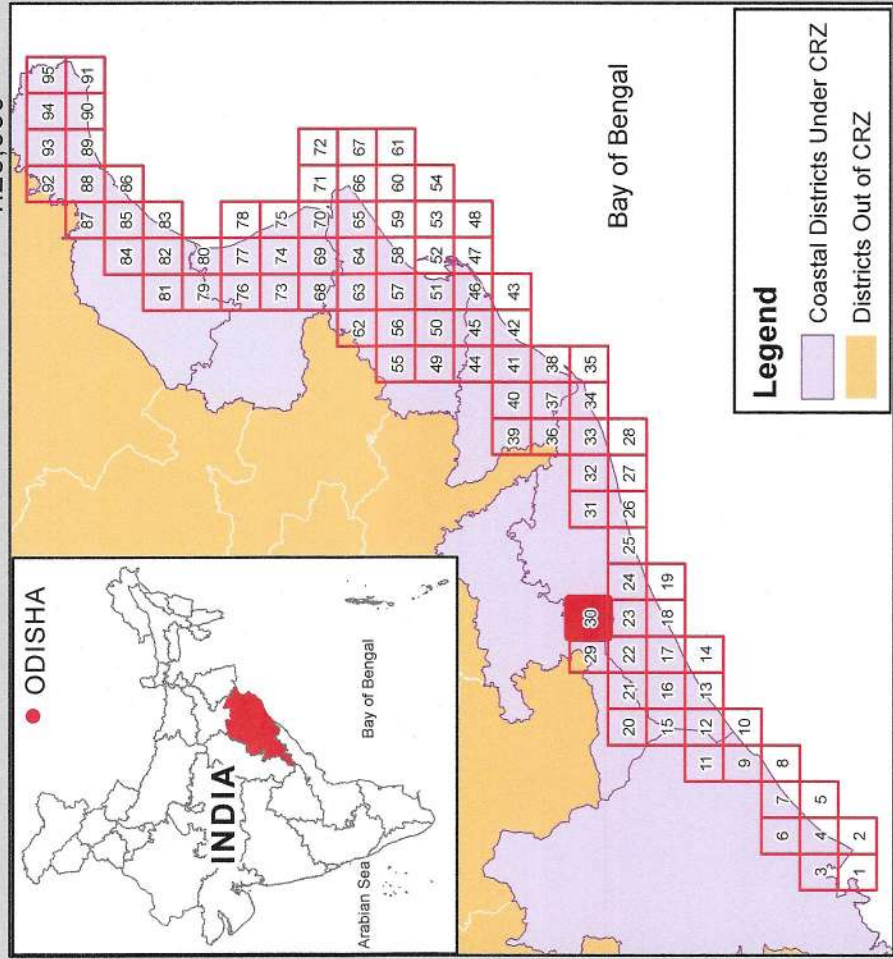 ODISHA
INDIA
Arabian Sea
Bay of Bengal
92 93 94 95
87 88 89 90 91
84 85 86
81 82 83
79 80
76 77 78
73 74 75
68 69 70 71 72
62 63 64 65 66 67
55 56 57 58 59 60 61
49 50 51 52 53 54
44 45 46 47 48
39 40 41 42 43
36 37 38
29 30 31 32 33 34 35
20 21 22 23 24 25 26 27 28
15 16 17 18 19
11 12 13 14
9 10
6 7 8
3 4 5
1 2
Bay of Bengal
Legend
Coastal Districts Under CRZ
Districts Out of CRZ